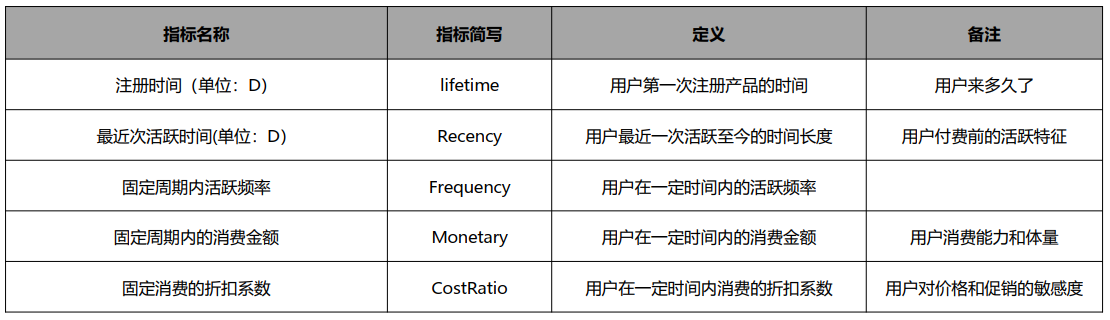 指标名称 指标简写 定义 备注
注册时间（单位：D） lifetime 用户第一次注册产品的时间 用户来多久了
最近次活跃时间(单位：D） Recency 用户最近一次活跃至今的时间长度 用户付费前的活跃特征
固定周期内活跃频率 Frequency 用户在一定时间内的活跃频率
固定周期内的消费金额 Monetary 用户在一定时间内的消费金额 用户消费能力和体量
固定消费的折扣系数 CostRatio 用户在一定时间内消费的折扣系数 用户对价格和促销的敏感度